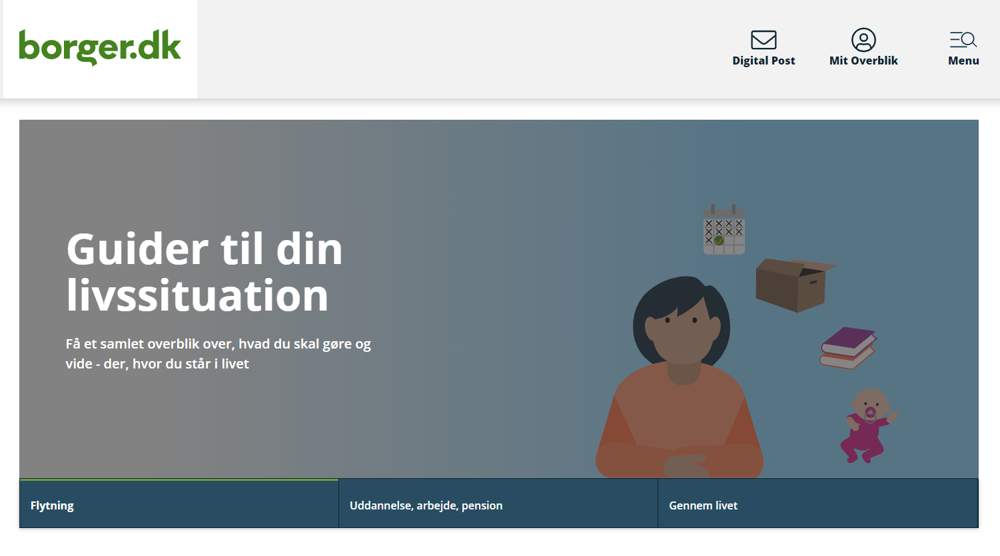 borger.dk
Digital Post
Mit Overblik
Menu
Guider til din
livssituation
Få et samlet overblik over, hvad du skal gøre og
vide - der, hvor du står i livet
Flytning
Uddannelse, arbejde, pension
Gennem livet